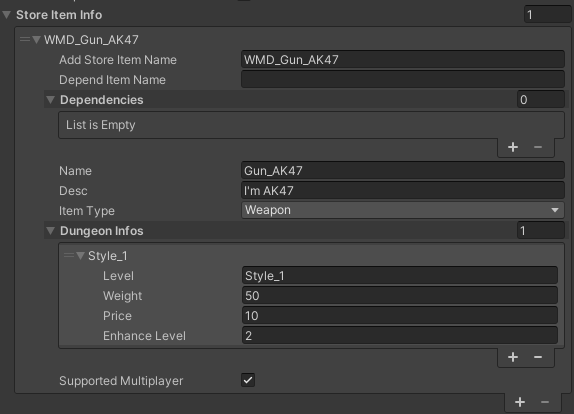 Store Item Info 1
WMD_Gun_AK47
Add Store Item Name WMD_Gun_AK47
Depend Item Name
Dependencies 0
List is Empty
+ −
Name Gun_AK47
Desc I'm AK47
Item Type Weapon
Dungeon Infos 1
Style_1
Level Style_1
Weight 50
Price 10
Enhance Level 2
+ −
Supported Multiplayer
+ −